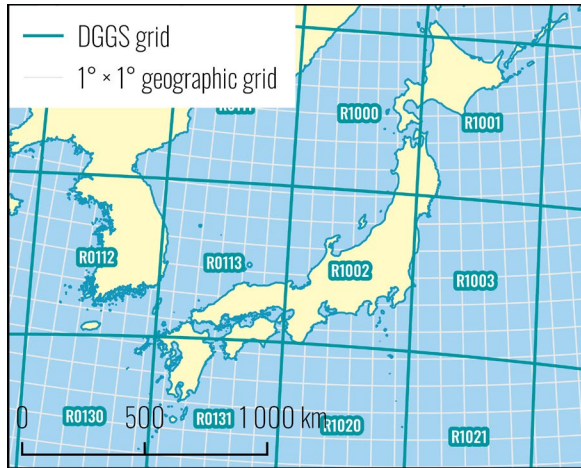 DGGS grid
1° × 1° geographic grid
R0111
R1000
R1001
R0112
R0113
R1002
R1003
0
500
1 000 km
R0130
R0131
R1020
R1021